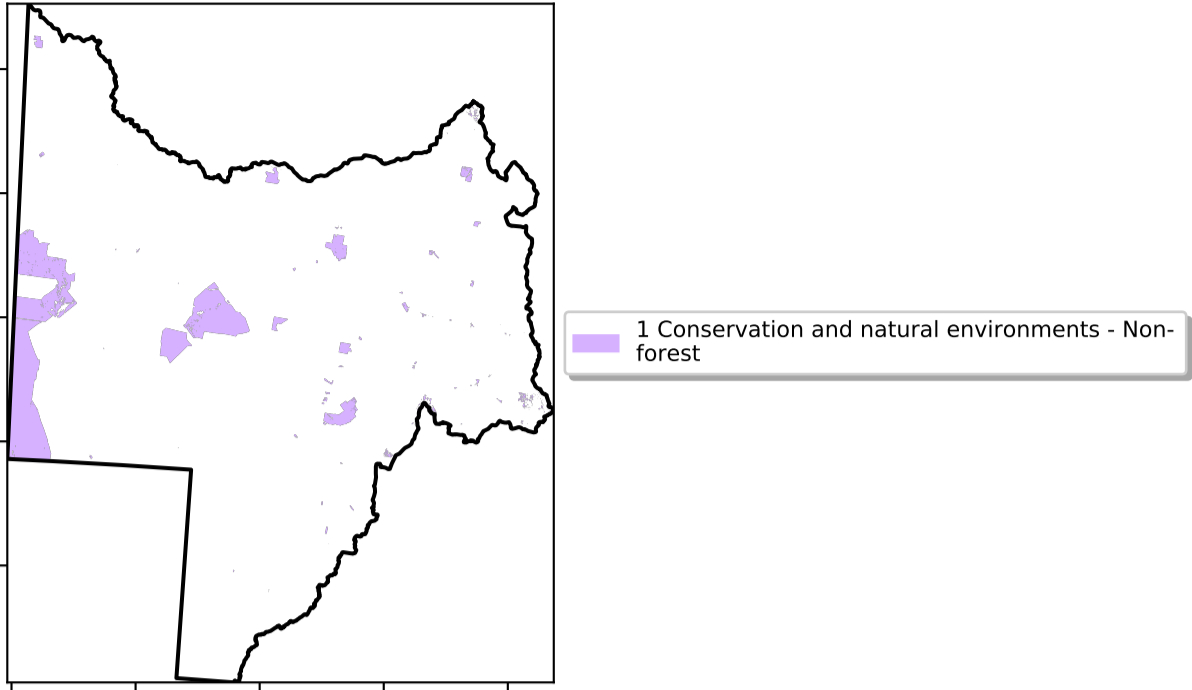 1 Conservation and natural environments - Non-
forest